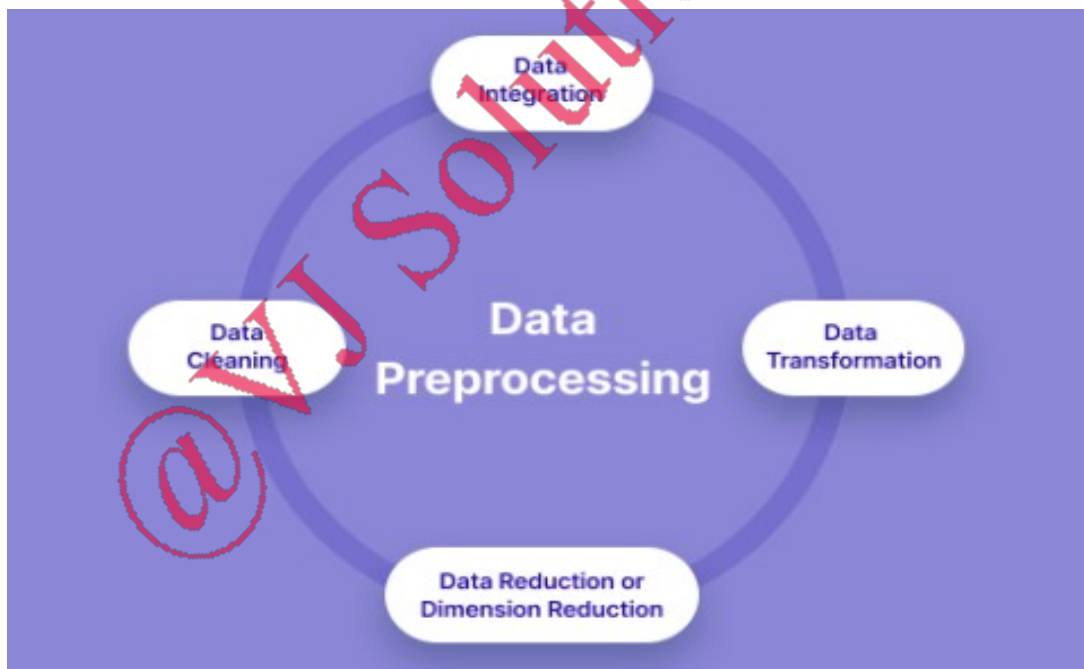 Data
Integration
Data
Cleaning
Data
Preprocessing
Data
Transformation
Data Reduction or
Dimension Reduction
@VJ Soluti